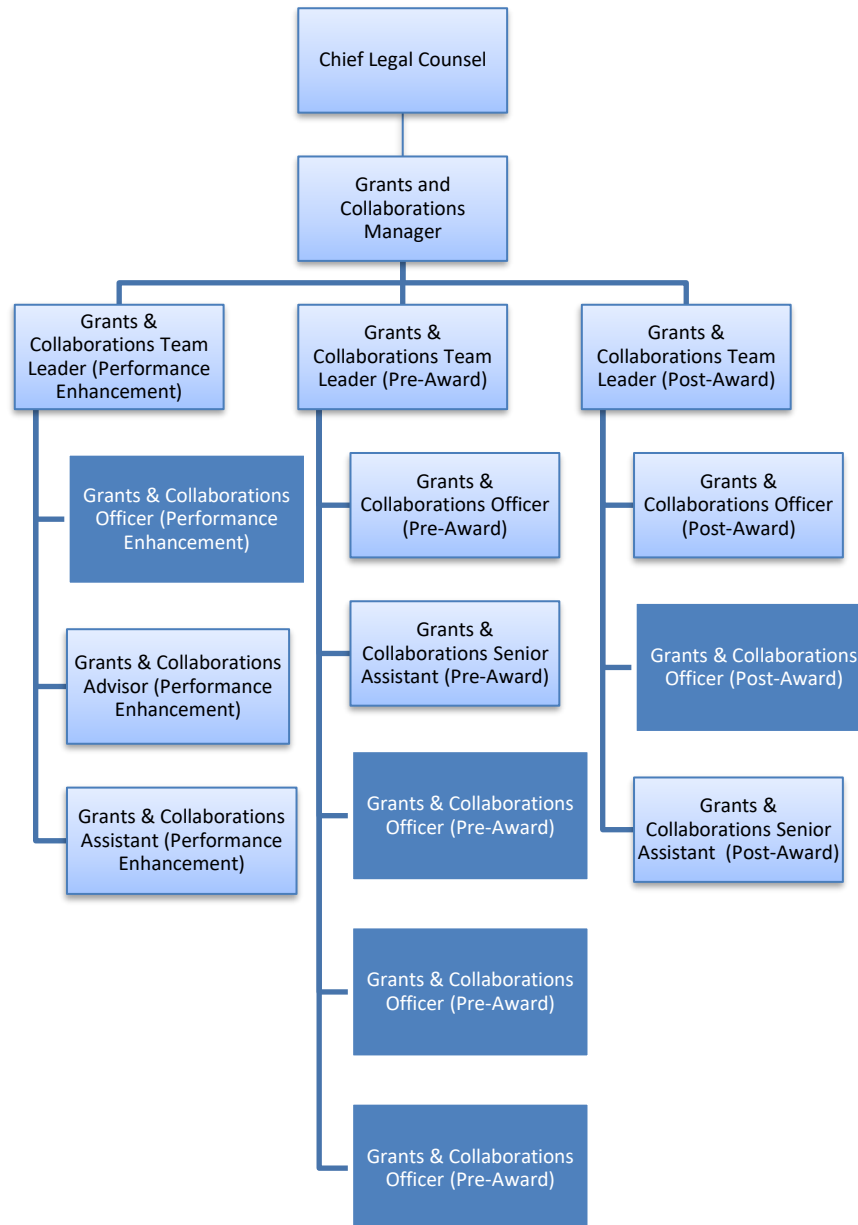 Chief Legal Counsel
Grants and
Collaborations
Manager
Grants &
Collaborations Team
Leader (Performance
Enhancement)
Grants & Collaborations
Officer (Performance
Enhancement)
Grants & Collaborations
Advisor (Performance
Enhancement)
Grants & Collaborations
Assistant (Performance
Enhancement)
Grants &
Collaborations Team
Leader (Pre-Award)
Grants &
Collaborations Officer
(Pre-Award)
Grants &
Collaborations Senior
Assistant (Pre-Award)
Grants & Collaborations
Officer (Pre-Award)
Grants & Collaborations
Officer (Pre-Award)
Grants & Collaborations
Officer (Pre-Award)
Grants &
Collaborations Team
Leader (Post-Award)
Grants &
Collaborations Officer
(Post-Award)
Grants & Collaborations
Officer (Post-Award)
Grants &
Collaborations Senior
Assistant  (Post-Award)